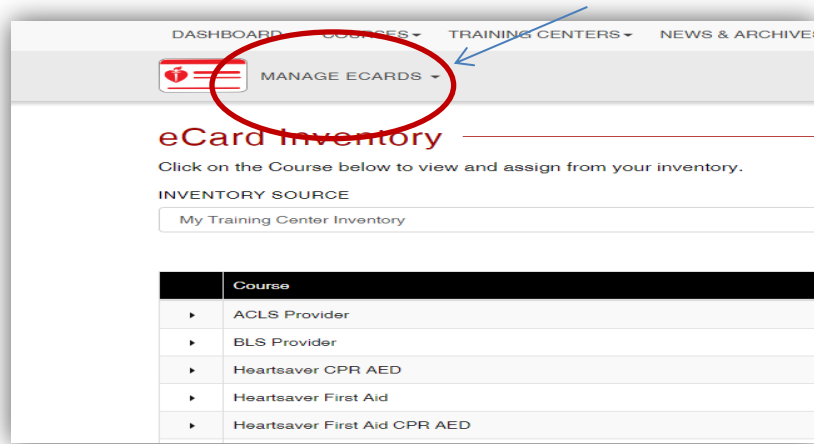 DASHBOARD COURSES TRAINING CENTERS NEWS & ARCHIVES
MANAGE ECARDS
eCard Inventory
Click on the Course below to view and assign from your inventory.
INVENTORY SOURCE
My Training Center Inventory
Course
ACLS Provider
BLS Provider
Heartsaver CPR AED
Heartsaver First Aid
Heartsaver First Aid CPR AED